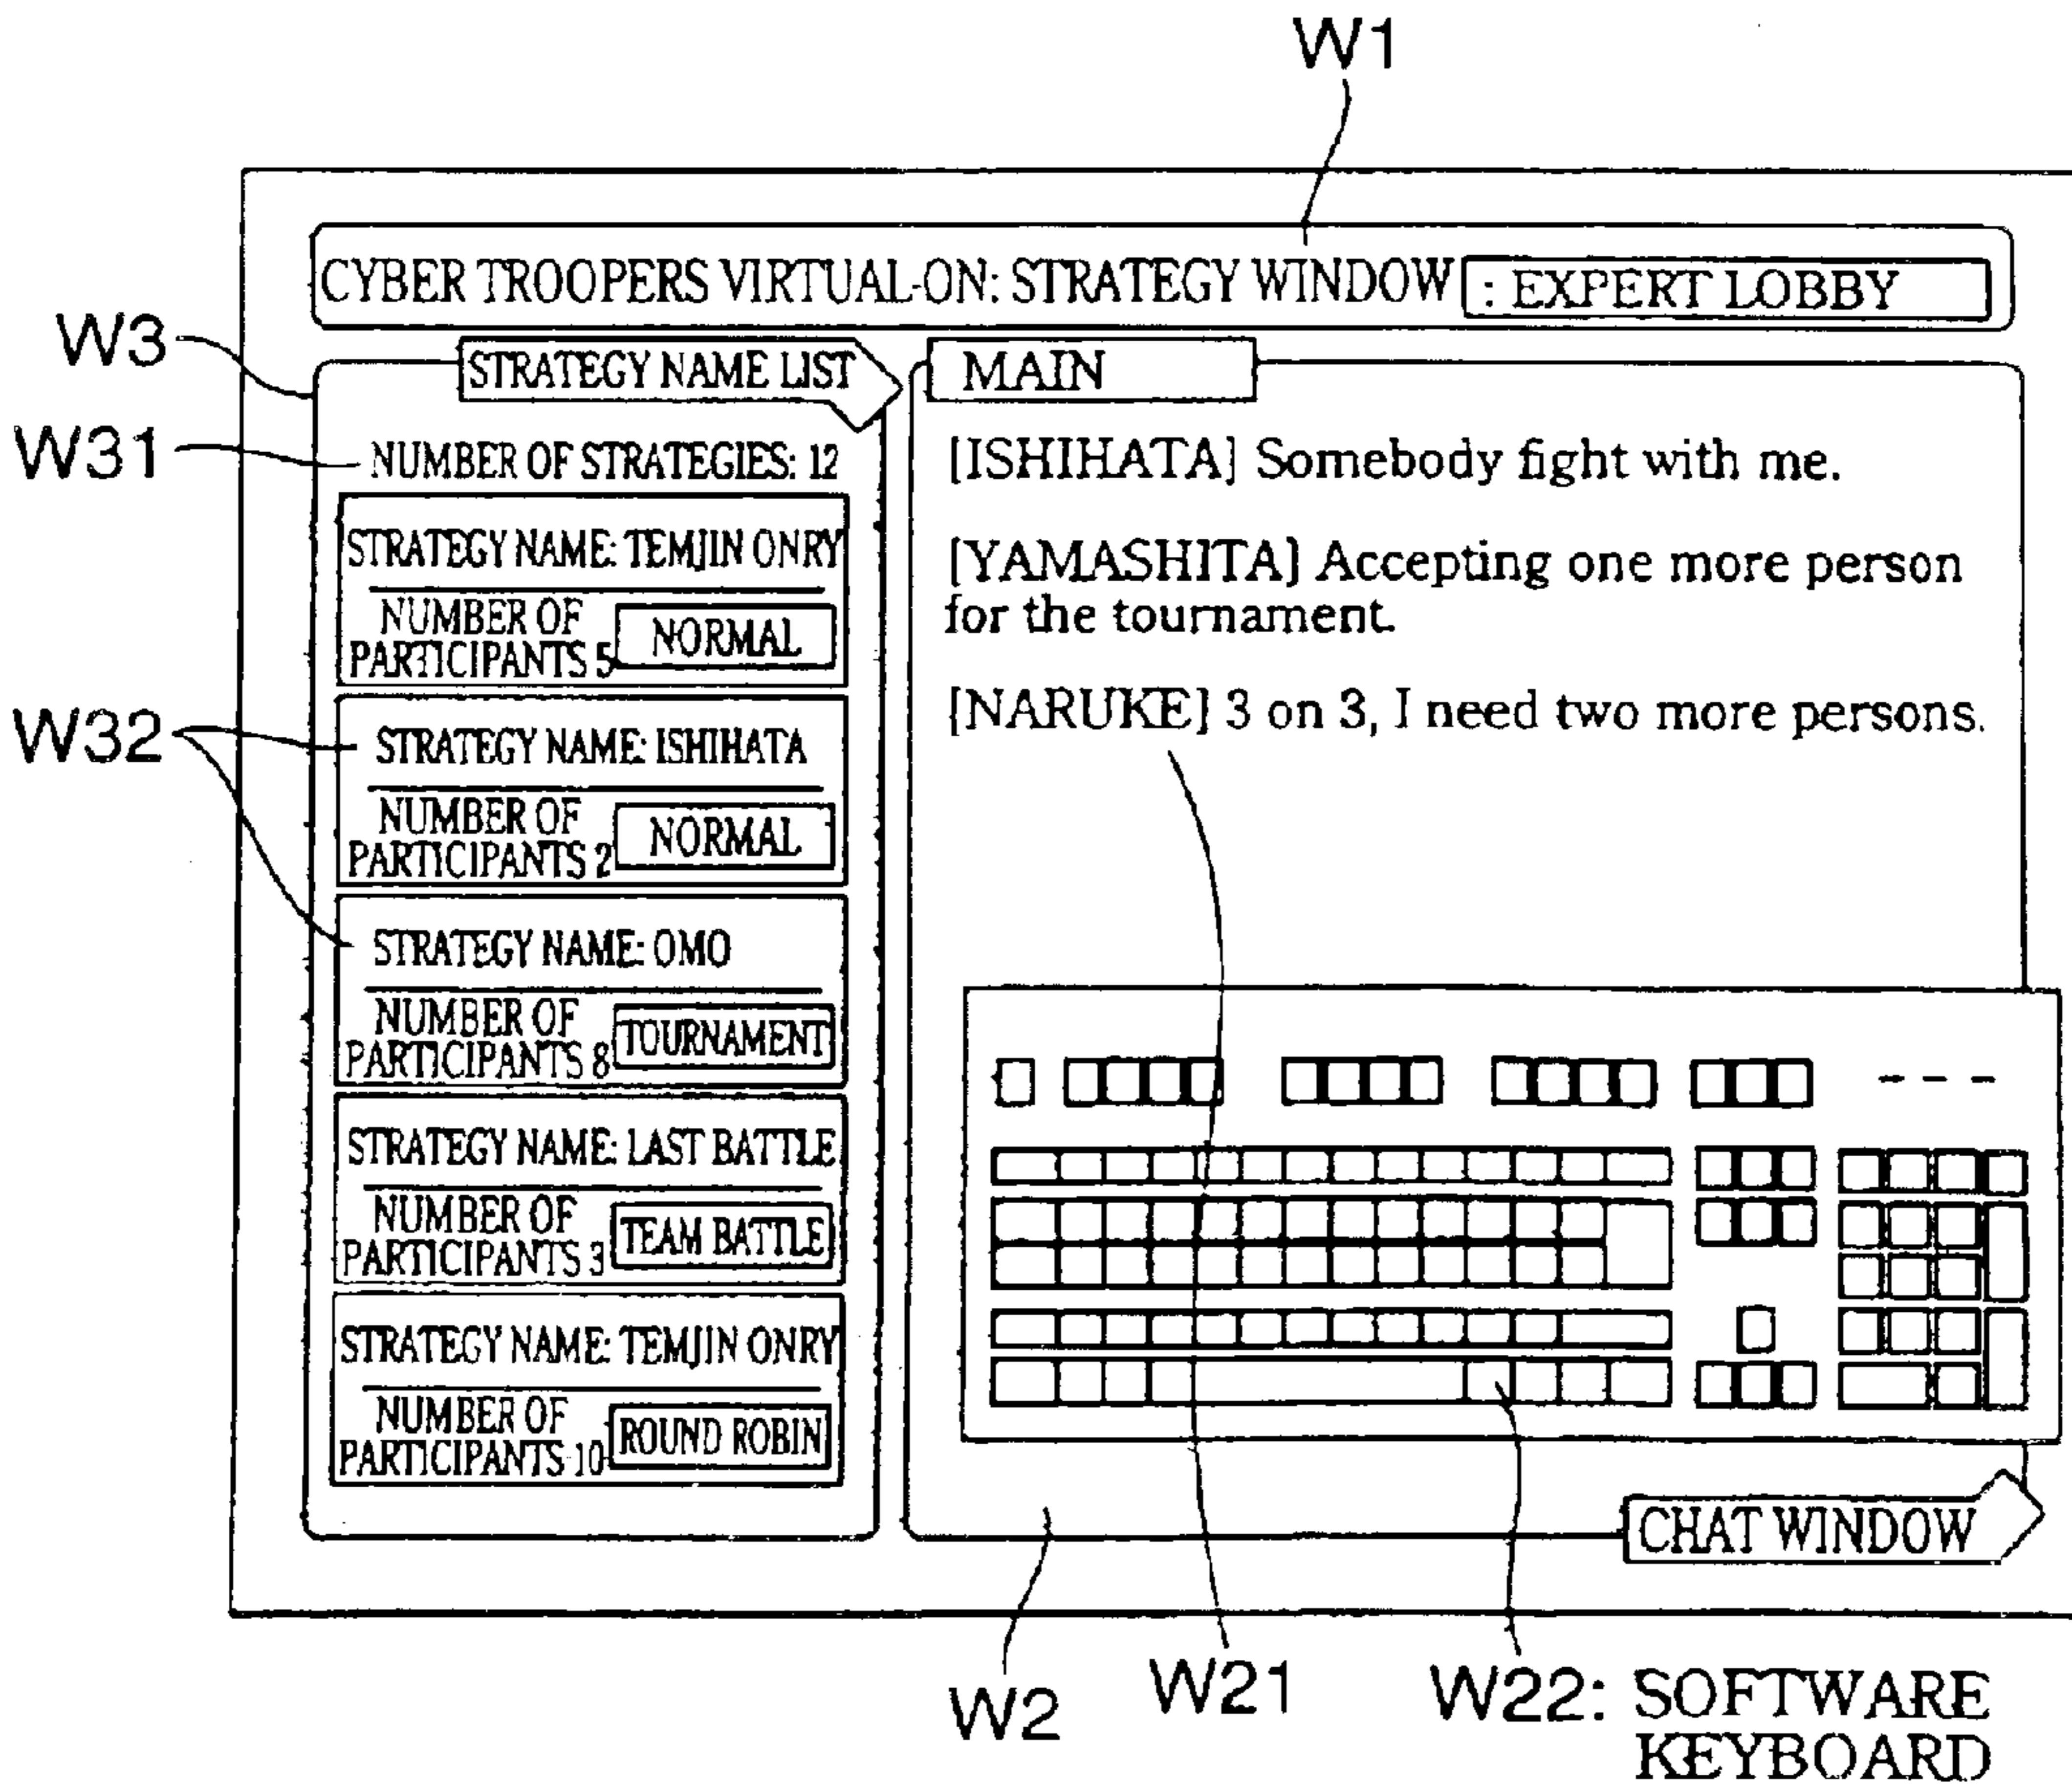 W1
CYBER TROOPERS VIRTUAL-ON: STRATEGY WINDOW : EXPERT LOBBY
W3
STRATEGY NAME LIST
W31
NUMBER OF STRATEGIES: 12
STRATEGY NAME: TEMJIN ONRY
NUMBER OF
PARTICIPANTS 5
NORMAL
W32
STRATEGY NAME: ISHIHATA
NUMBER OF
PARTICIPANTS 2
NORMAL
STRATEGY NAME: OMO
NUMBER OF
PARTICIPANTS 8
TOURNAMENT
STRATEGY NAME: LAST BATTLE
NUMBER OF
PARTICIPANTS 3
TEAM BATTLE
STRATEGY NAME: TEMJIN ONRY
NUMBER OF
PARTICIPANTS 10
ROUND ROBIN
MAIN
[ISHIHATA] Somebody fight with me.
[YAMASHITA] Accepting one more person
for the tournament.
[NARUKE] 3 on 3, I need two more persons.
- - -
CHAT WINDOW
W2
W21
W22: SOFTWARE
KEYBOARD